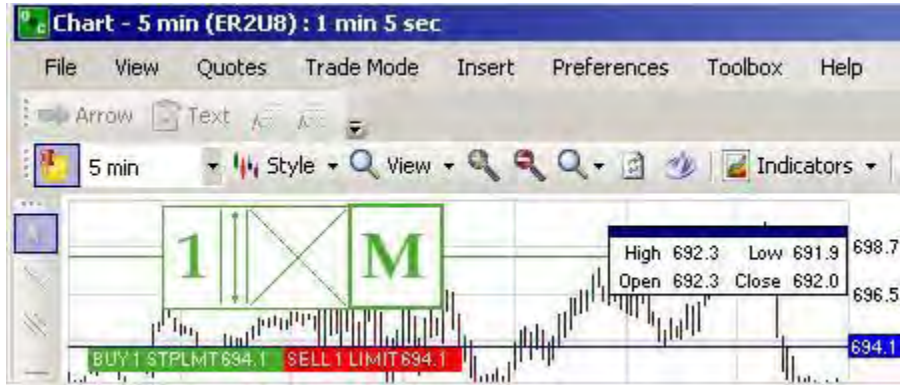 Chart - 5 min (ER2U8) : 1 min 5 sec
File View Quotes Trade Mode Insert Preferences Toolbox Help
Arrow Text
5 min Style View Indicators
1 M
High 692.3 Low 691.9
Open 692.3 Close 692.0
698.7
696.5
694.1
BUY 1 STPLMT 694.1 SELL 1 LIMIT 694.1